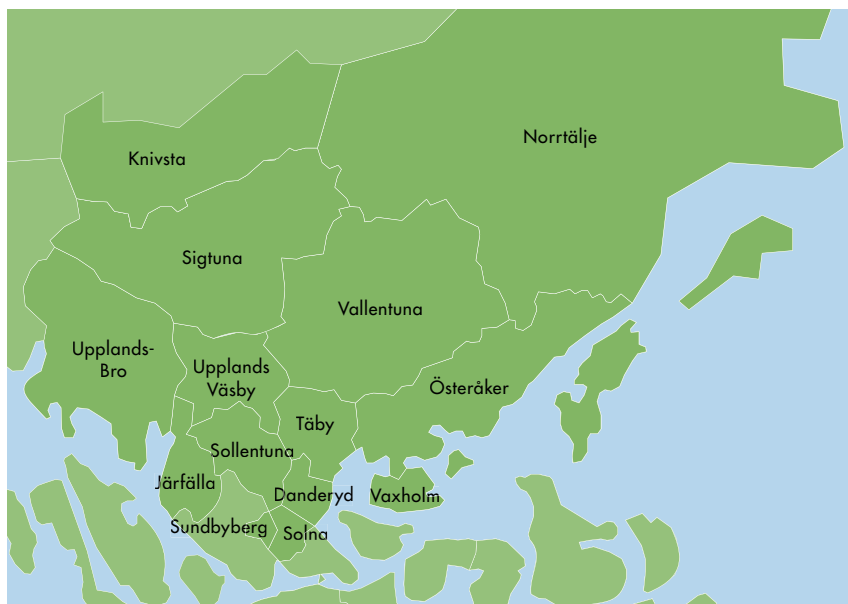 Norrtälje
Knivsta
Sigtuna
Vallentuna
Upplands-
Bro
Upplands
Väsby
Österåker
Täby
Sollentuna
Järfälla
Danderyd
Vaxholm
Sundbyberg
Solna